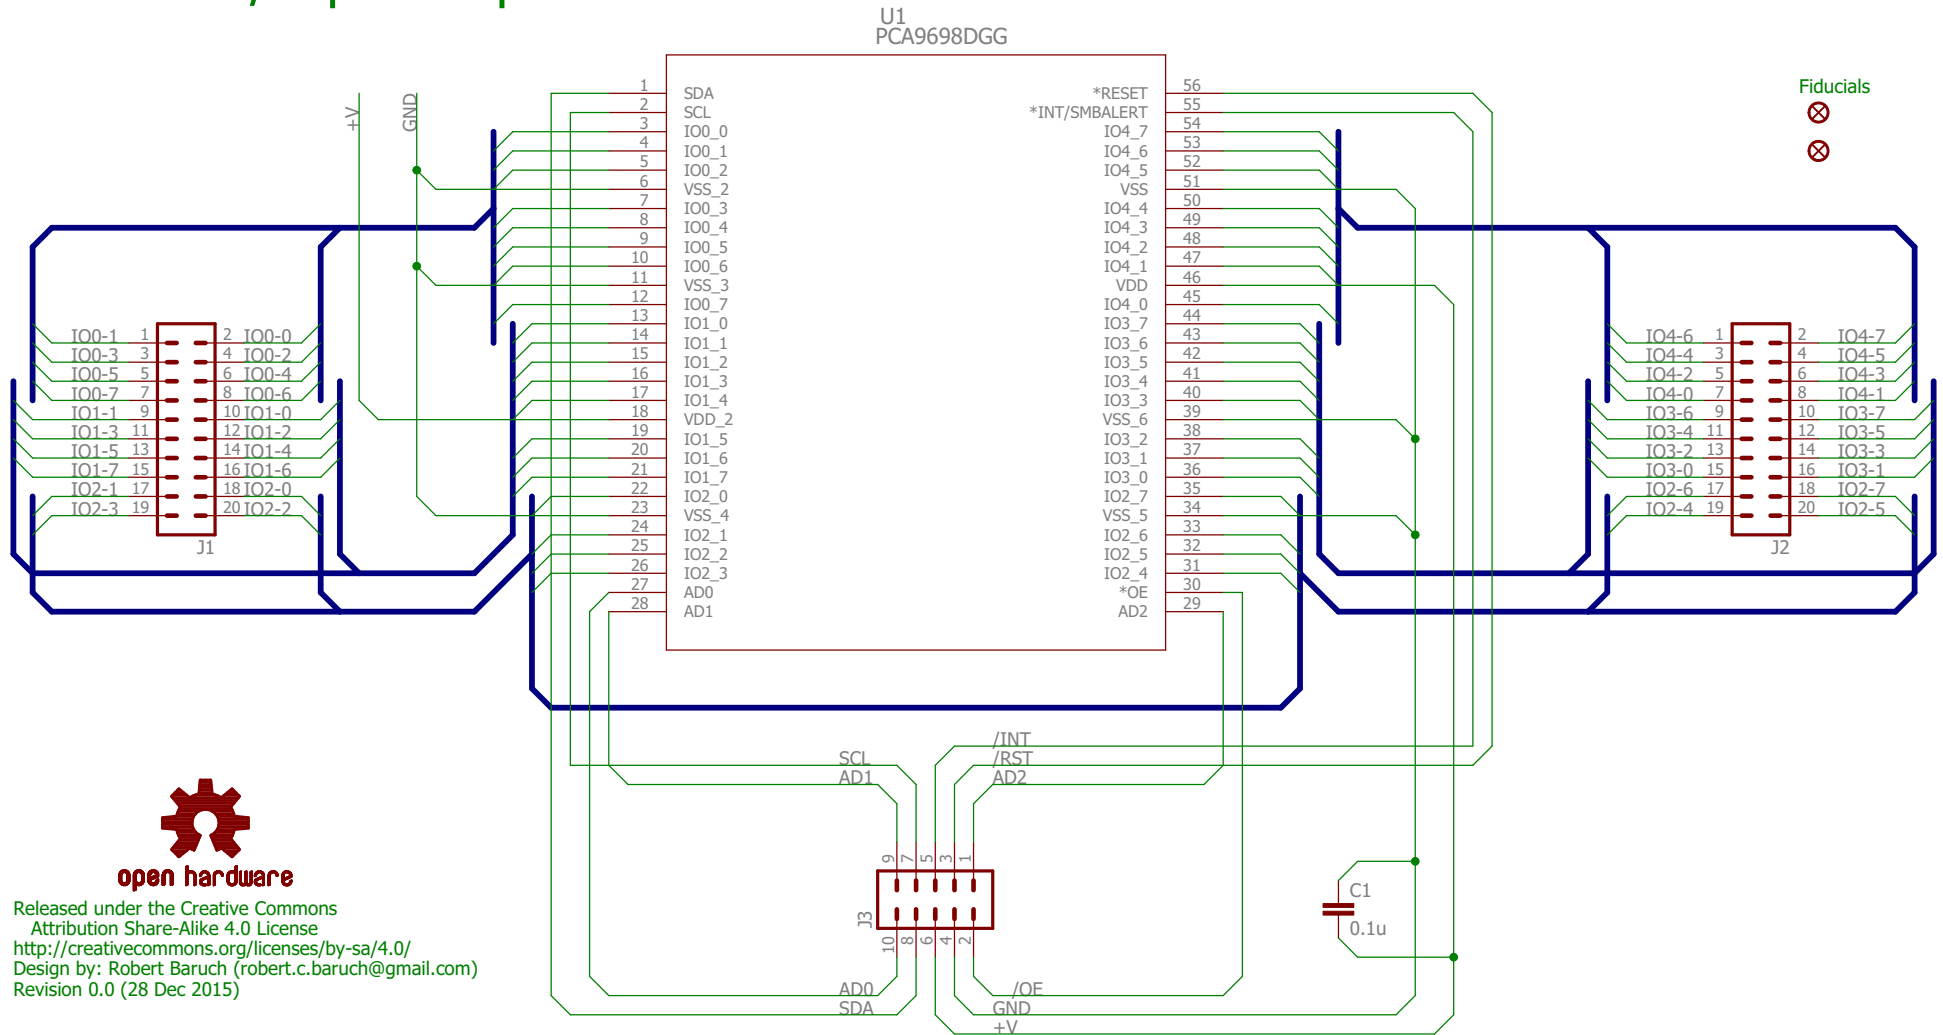 U1
PCA9698DGG
+V
GND
Fiducials
1 SDA
2 SCL
3 IO0_0
4 IO0_1
5 IO0_2
6 VSS_2
7 IO0_3
8 IO0_4
9 IO0_5
10 IO0_6
11 VSS_3
12 IO0_7
13 IO1_0
14 IO1_1
15 IO1_2
16 IO1_3
17 IO1_4
18 VDD_2
19 IO1_5
20 IO1_6
21 IO1_7
22 IO2_0
23 VSS_4
24 IO2_1
25 IO2_2
26 IO2_3
27 AD0
28 AD1
*RESET 56
*INT/SMBALERT 55
IO4_7 54
IO4_6 53
IO4_5 52
VSS 51
IO4_4 50
IO4_3 49
IO4_2 48
IO4_1 47
VDD 46
IO4_0 45
IO3_7 44
IO3_6 43
IO3_5 42
IO3_4 41
IO3_3 40
VSS_6 39
IO3_2 38
IO3_1 37
IO3_0 36
IO2_7 35
VSS_5 34
IO2_6 33
IO2_5 32
IO2_4 31
*OE 30
AD2 29
IO0-1 1 2 IO0-0
IO0-3 3 4 IO0-2
IO0-5 5 6 IO0-4
IO0-7 7 8 IO0-6
IO1-1 9 10 IO1-0
IO1-3 11 12 IO1-2
IO1-5 13 14 IO1-4
IO1-7 15 16 IO1-6
IO2-1 17 18 IO2-0
IO2-3 19 20 IO2-2
J1
IO4-6 1 2 IO4-7
IO4-4 3 4 IO4-5
IO4-2 5 6 IO4-3
IO4-0 7 8 IO4-1
IO3-6 9 10 IO3-7
IO3-4 11 12 IO3-5
IO3-2 13 14 IO3-3
IO3-0 15 16 IO3-1
IO2-6 17 18 IO2-7
IO2-4 19 20 IO2-5
J2
/INT
SCL /RST
AD1 AD2
9 7 5 3 1
J3
10 8 6 4 2
AD0 /OE
SDA GND
+V
C1
0.1u
open hardware
Released under the Creative Commons
Attribution Share-Alike 4.0 License
http://creativecommons.org/licenses/by-sa/4.0/
Design by: Robert Baruch (robert.c.baruch@gmail.com)
Revision 0.0 (28 Dec 2015)